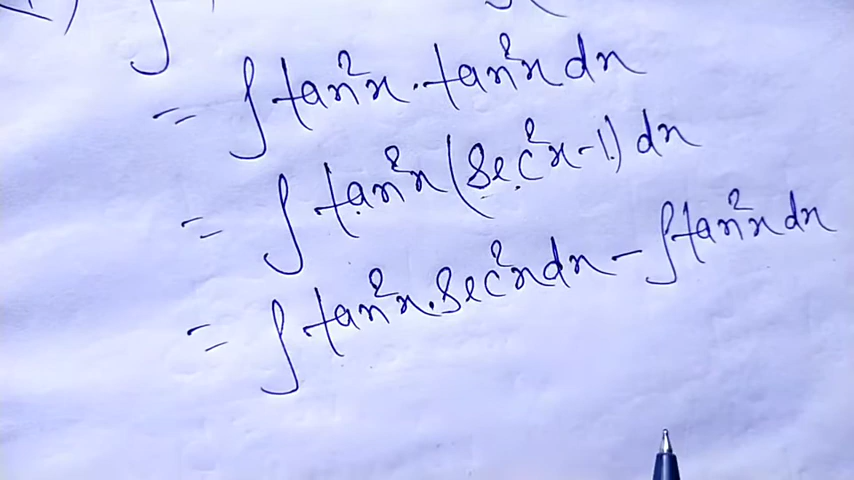 = ∫ tan²x · tan²x dx
= ∫ tan²x (sec²x - 1) dx
= ∫ tan²x · sec²x dx - ∫ tan²x dx